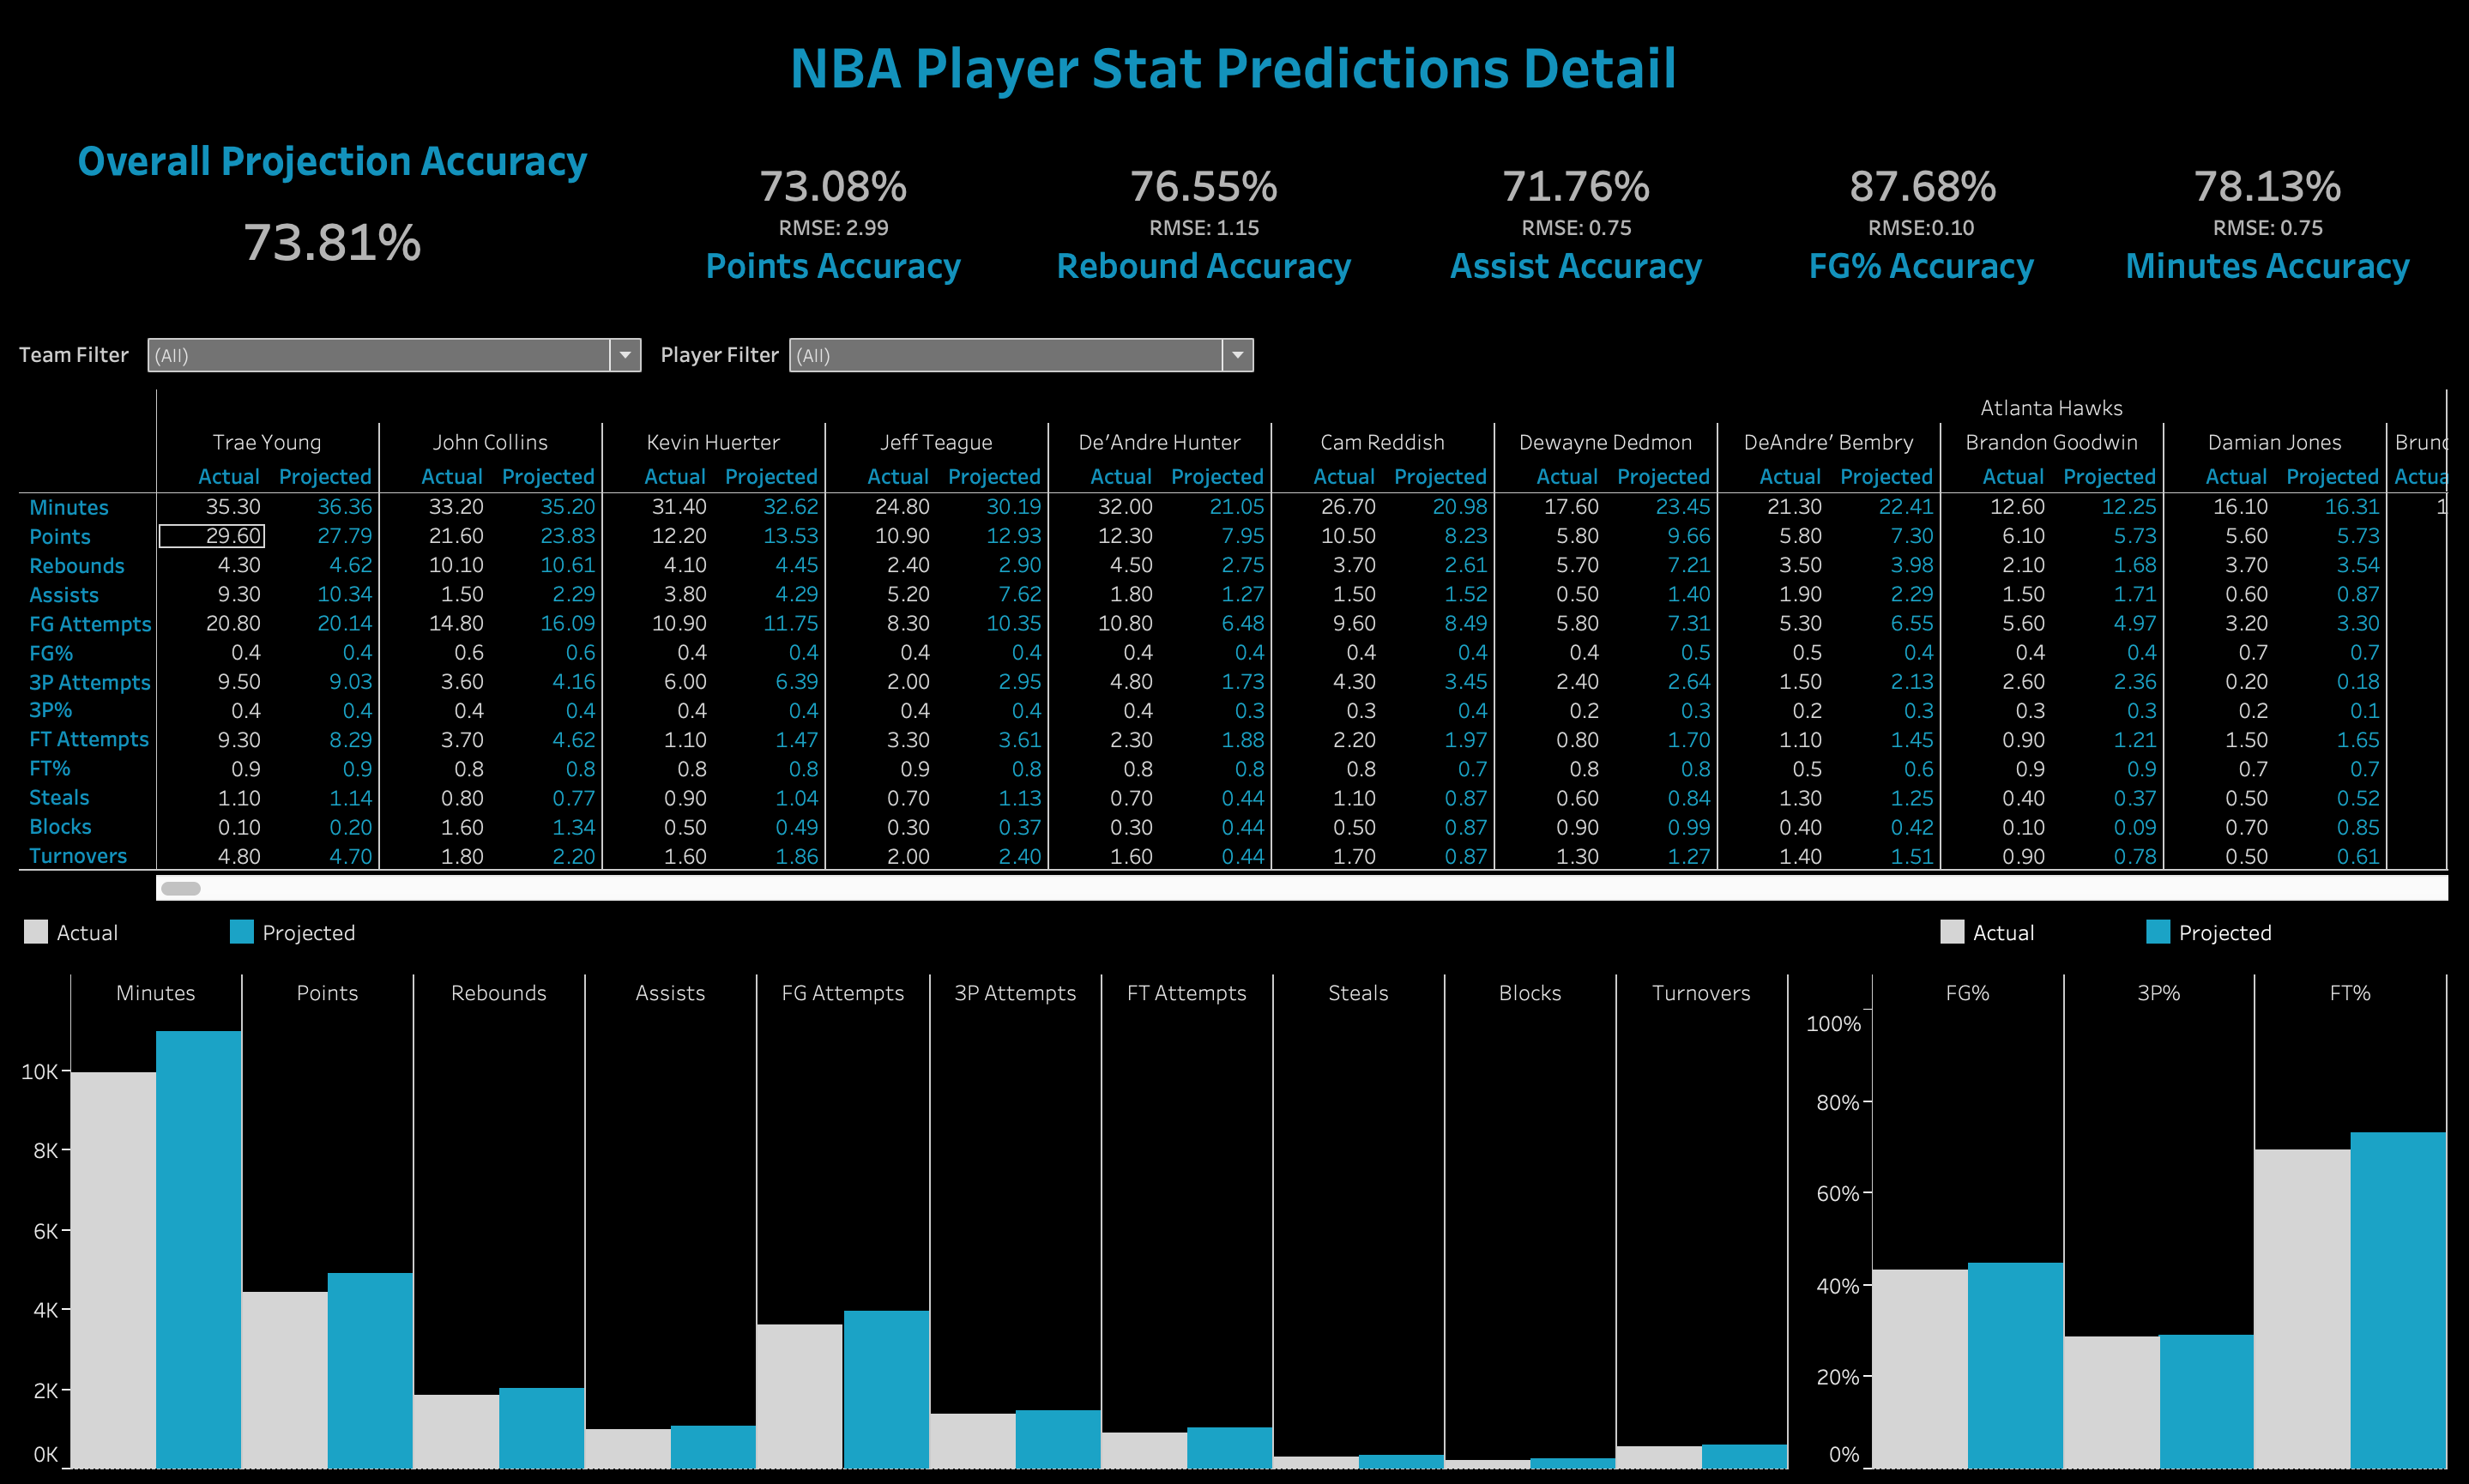 NBA Player Stat Predictions Detail
Overall Projection Accuracy
73.81%
73.08%
RMSE: 2.99
Points Accuracy
76.55%
RMSE: 1.15
Rebound Accuracy
71.76%
RMSE: 0.75
Assist Accuracy
87.68%
RMSE:0.10
FG% Accuracy
78.13%
RMSE: 0.75
Minutes Accuracy
Team Filter (All) Player Filter (All)
Atlanta Hawks
Trae Young John Collins Kevin Huerter Jeff Teague De'Andre Hunter Cam Reddish Dewayne Dedmon DeAndre' Bembry Brandon Goodwin Damian Jones
Actual Projected Actual Projected Actual Projected Actual Projected Actual Projected Actual Projected Actual Projected Actual Projected Actual Projected Actual Projected
Minutes 35.30 36.36 33.20 35.20 31.40 32.62 24.80 30.19 32.00 21.05 26.70 20.98 17.60 23.45 21.30 22.41 12.60 12.25 16.10 16.31 1
Points 29.60 27.79 21.60 23.83 12.20 13.53 10.90 12.93 12.30 7.95 10.50 8.23 5.80 9.66 5.80 7.30 6.10 5.73 5.60 5.73
Rebounds 4.30 4.62 10.10 10.61 4.10 4.45 2.40 2.90 4.50 2.75 3.70 2.61 5.70 7.21 3.50 3.98 2.10 1.68 3.70 3.54
Assists 9.30 10.34 1.50 2.29 3.80 4.29 5.20 7.62 1.80 1.27 1.50 1.52 0.50 1.40 1.90 2.29 1.50 1.71 0.60 0.87
FG Attempts 20.80 20.14 14.80 16.09 10.90 11.75 8.30 10.35 10.80 6.48 9.60 8.49 5.80 7.31 5.30 6.55 5.60 4.97 3.20 3.30
FG% 0.4 0.4 0.6 0.6 0.4 0.4 0.4 0.4 0.4 0.4 0.4 0.4 0.4 0.5 0.5 0.4 0.4 0.4 0.7 0.7
3P Attempts 9.50 9.03 3.60 4.16 6.00 6.39 2.00 2.95 4.80 1.73 4.30 3.45 2.40 2.64 1.50 2.13 2.60 2.36 0.20 0.18
3P% 0.4 0.4 0.4 0.4 0.4 0.4 0.4 0.4 0.4 0.3 0.3 0.4 0.2 0.3 0.2 0.3 0.3 0.3 0.2 0.1
FT Attempts 9.30 8.29 3.70 4.62 1.10 1.47 3.30 3.61 2.30 1.88 2.20 1.97 0.80 1.70 1.10 1.45 0.90 1.21 1.50 1.65
FT% 0.9 0.9 0.8 0.8 0.8 0.8 0.9 0.8 0.8 0.8 0.8 0.7 0.8 0.8 0.5 0.6 0.9 0.9 0.7 0.7
Steals 1.10 1.14 0.80 0.77 0.90 1.04 0.70 1.13 0.70 0.44 1.10 0.87 0.60 0.84 1.30 1.25 0.40 0.37 0.50 0.52
Blocks 0.10 0.20 1.60 1.34 0.50 0.49 0.30 0.37 0.30 0.44 0.50 0.87 0.90 0.99 0.40 0.42 0.10 0.09 0.70 0.85
Turnovers 4.80 4.70 1.80 2.20 1.60 1.86 2.00 2.40 1.60 0.44 1.70 0.87 1.30 1.27 1.40 1.51 0.90 0.78 0.50 0.61
Actual Projected
Actual Projected
Minutes Points Rebounds Assists FG Attempts 3P Attempts FT Attempts Steals Blocks Turnovers
10K
8K
6K
4K
2K
0K
FG% 3P% FT%
100%
80%
60%
40%
20%
0%